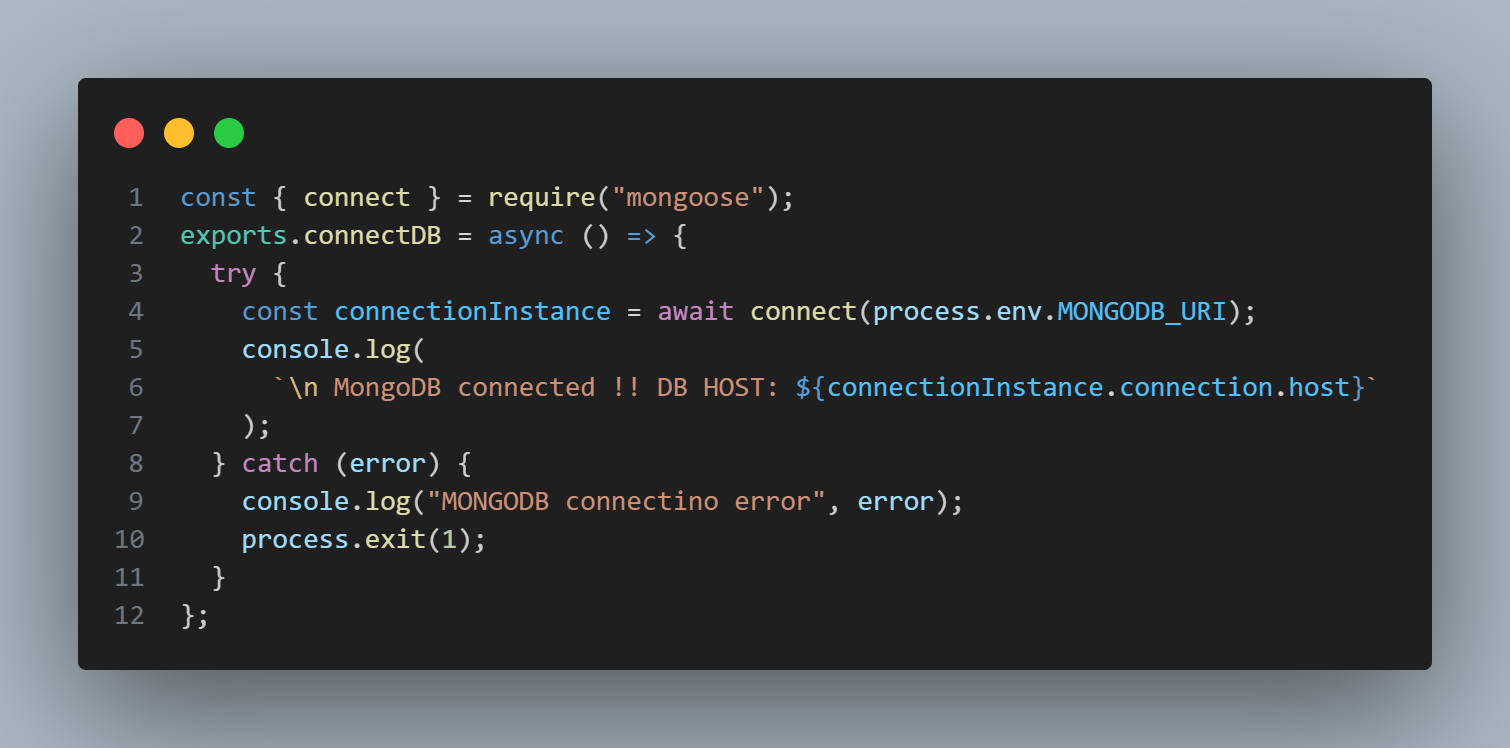 1 const { connect } = require("mongoose");
2 exports.connectDB = async () => {
3   try {
4     const connectionInstance = await connect(process.env.MONGODB_URI);
5     console.log(
6       `\n MongoDB connected !! DB HOST: ${connectionInstance.connection.host}`
7     );
8   } catch (error) {
9     console.log("MONGODB connectino error", error);
10     process.exit(1);
11   }
12 };